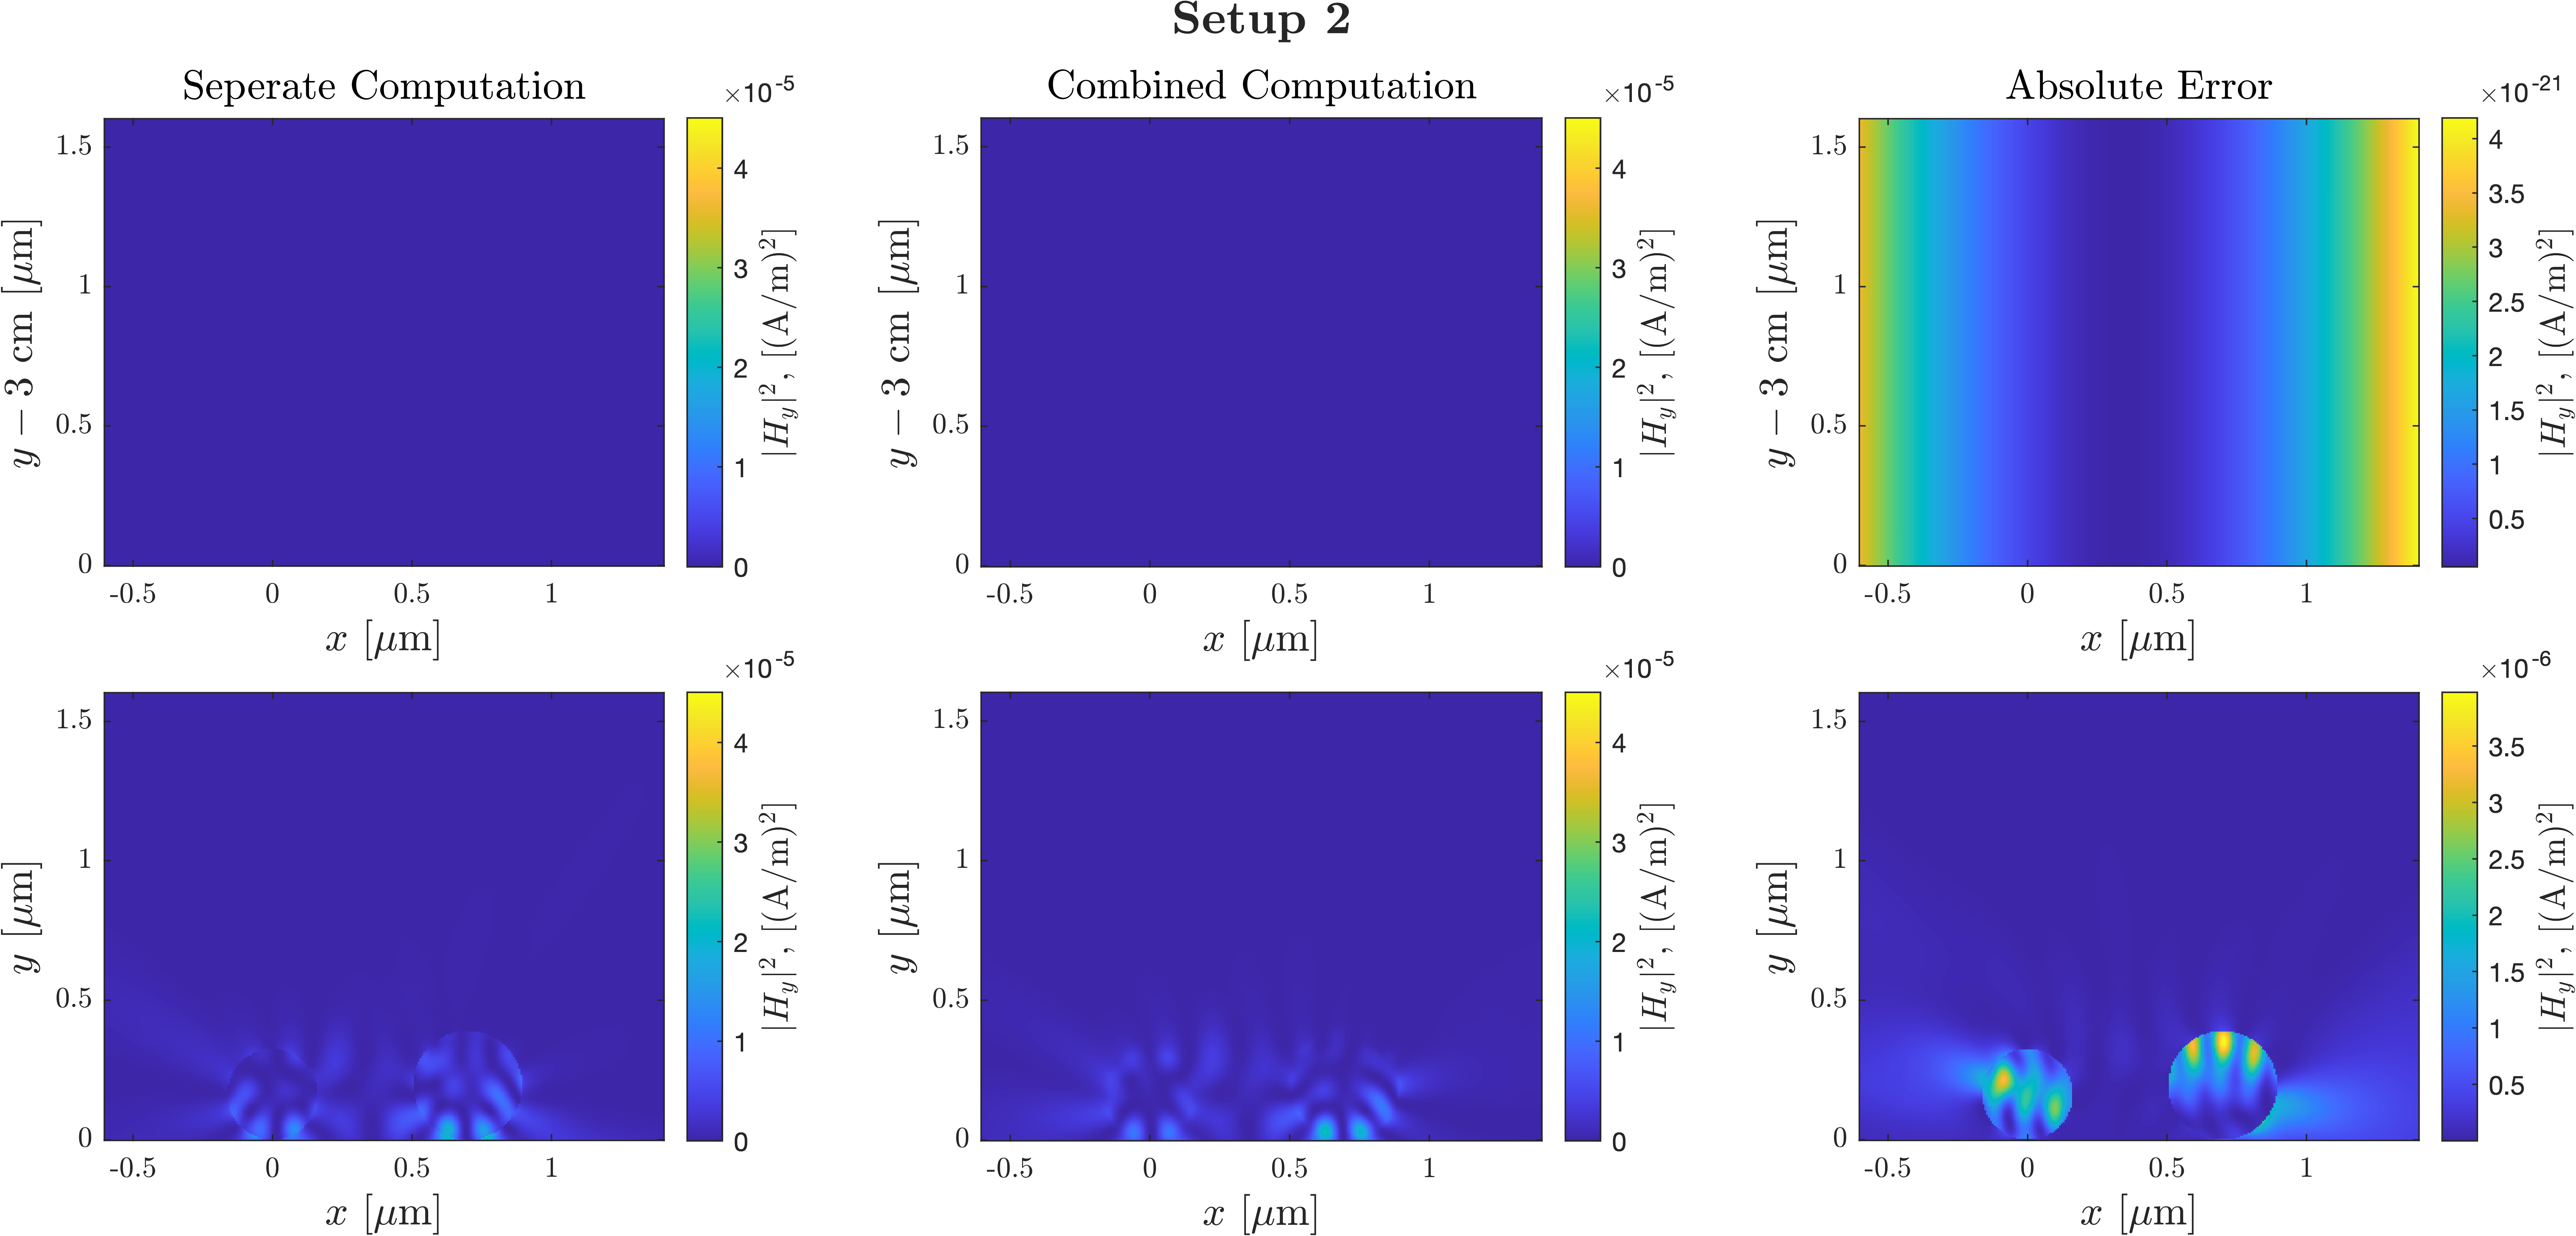 Setup 2
Seperate Computation
×10^-5
1.5
1
0.5
0
-0.5 0 0.5 1
x [μm]
y − 3 cm [μm]
4
3
2
1
0
|H_y|^2, [(A/m)^2]
Combined Computation
×10^-5
1.5
1
0.5
0
-0.5 0 0.5 1
x [μm]
y − 3 cm [μm]
4
3
2
1
0
|H_y|^2, [(A/m)^2]
Absolute Error
×10^-21
1.5
1
0.5
0
-0.5 0 0.5 1
x [μm]
y − 3 cm [μm]
4
3.5
3
2.5
2
1.5
1
0.5
|H_y|^2, [(A/m)^2]
×10^-5
1.5
1
0.5
0
-0.5 0 0.5 1
x [μm]
y [μm]
4
3
2
1
0
|H_y|^2, [(A/m)^2]
×10^-5
1.5
1
0.5
0
-0.5 0 0.5 1
x [μm]
y [μm]
4
3
2
1
0
|H_y|^2, [(A/m)^2]
×10^-6
1.5
1
0.5
0
-0.5 0 0.5 1
x [μm]
y [μm]
3.5
3
2.5
2
1.5
1
0.5
|H_y|^2, [(A/m)^2]